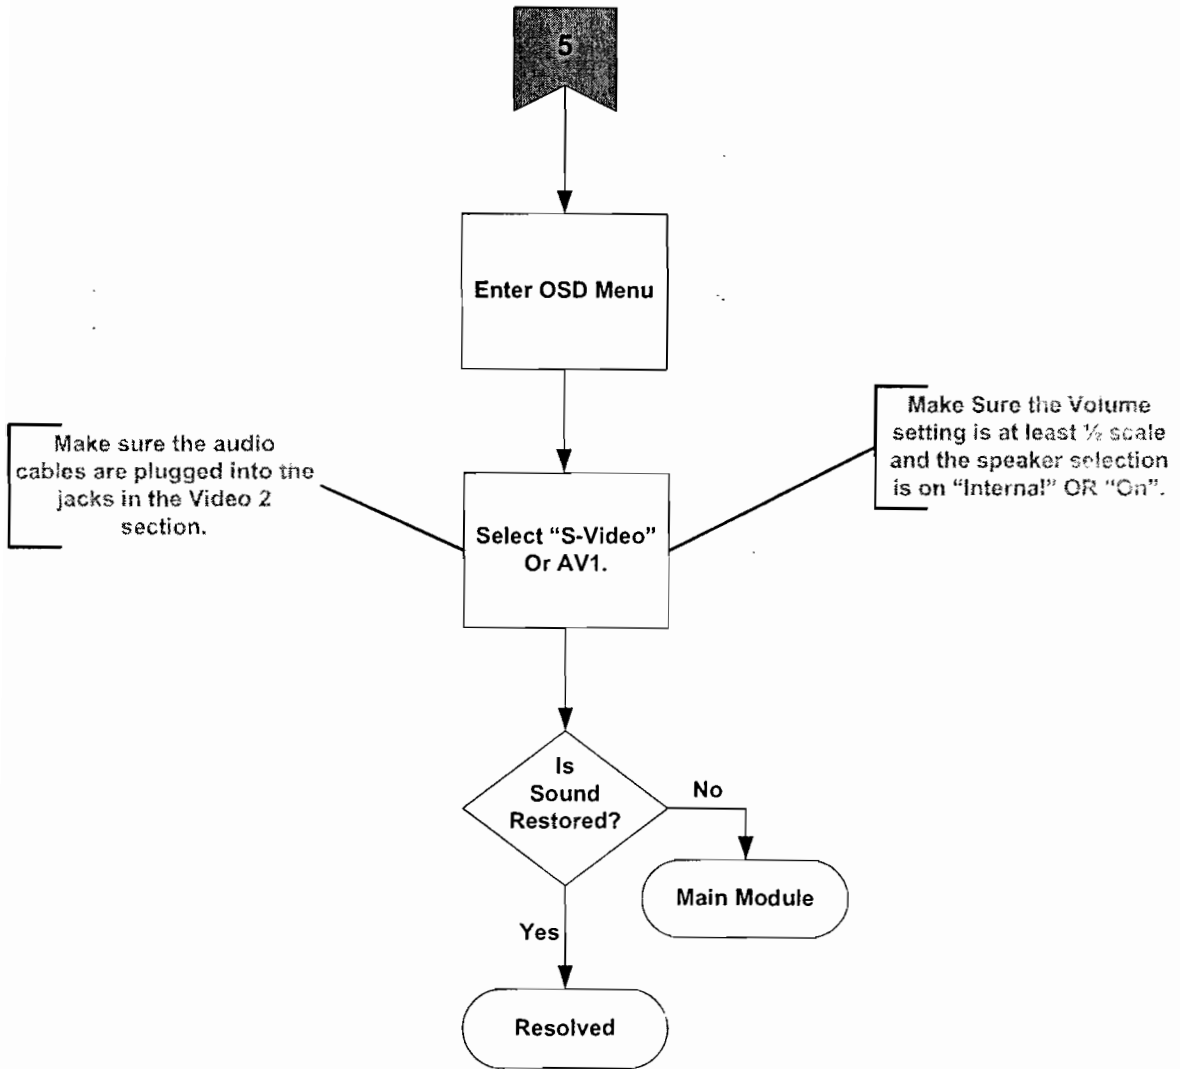 5
Enter OSD Menu
Make sure the audio
cables are plugged into the
jacks in the Video 2
section.
Make Sure the Volume
setting is at least ½ scale
and the speaker selection
is on “Internal” OR “On”.
Select “S-Video”
Or AV1.
Is
Sound
Restored?
No
Main Module
Yes
Resolved